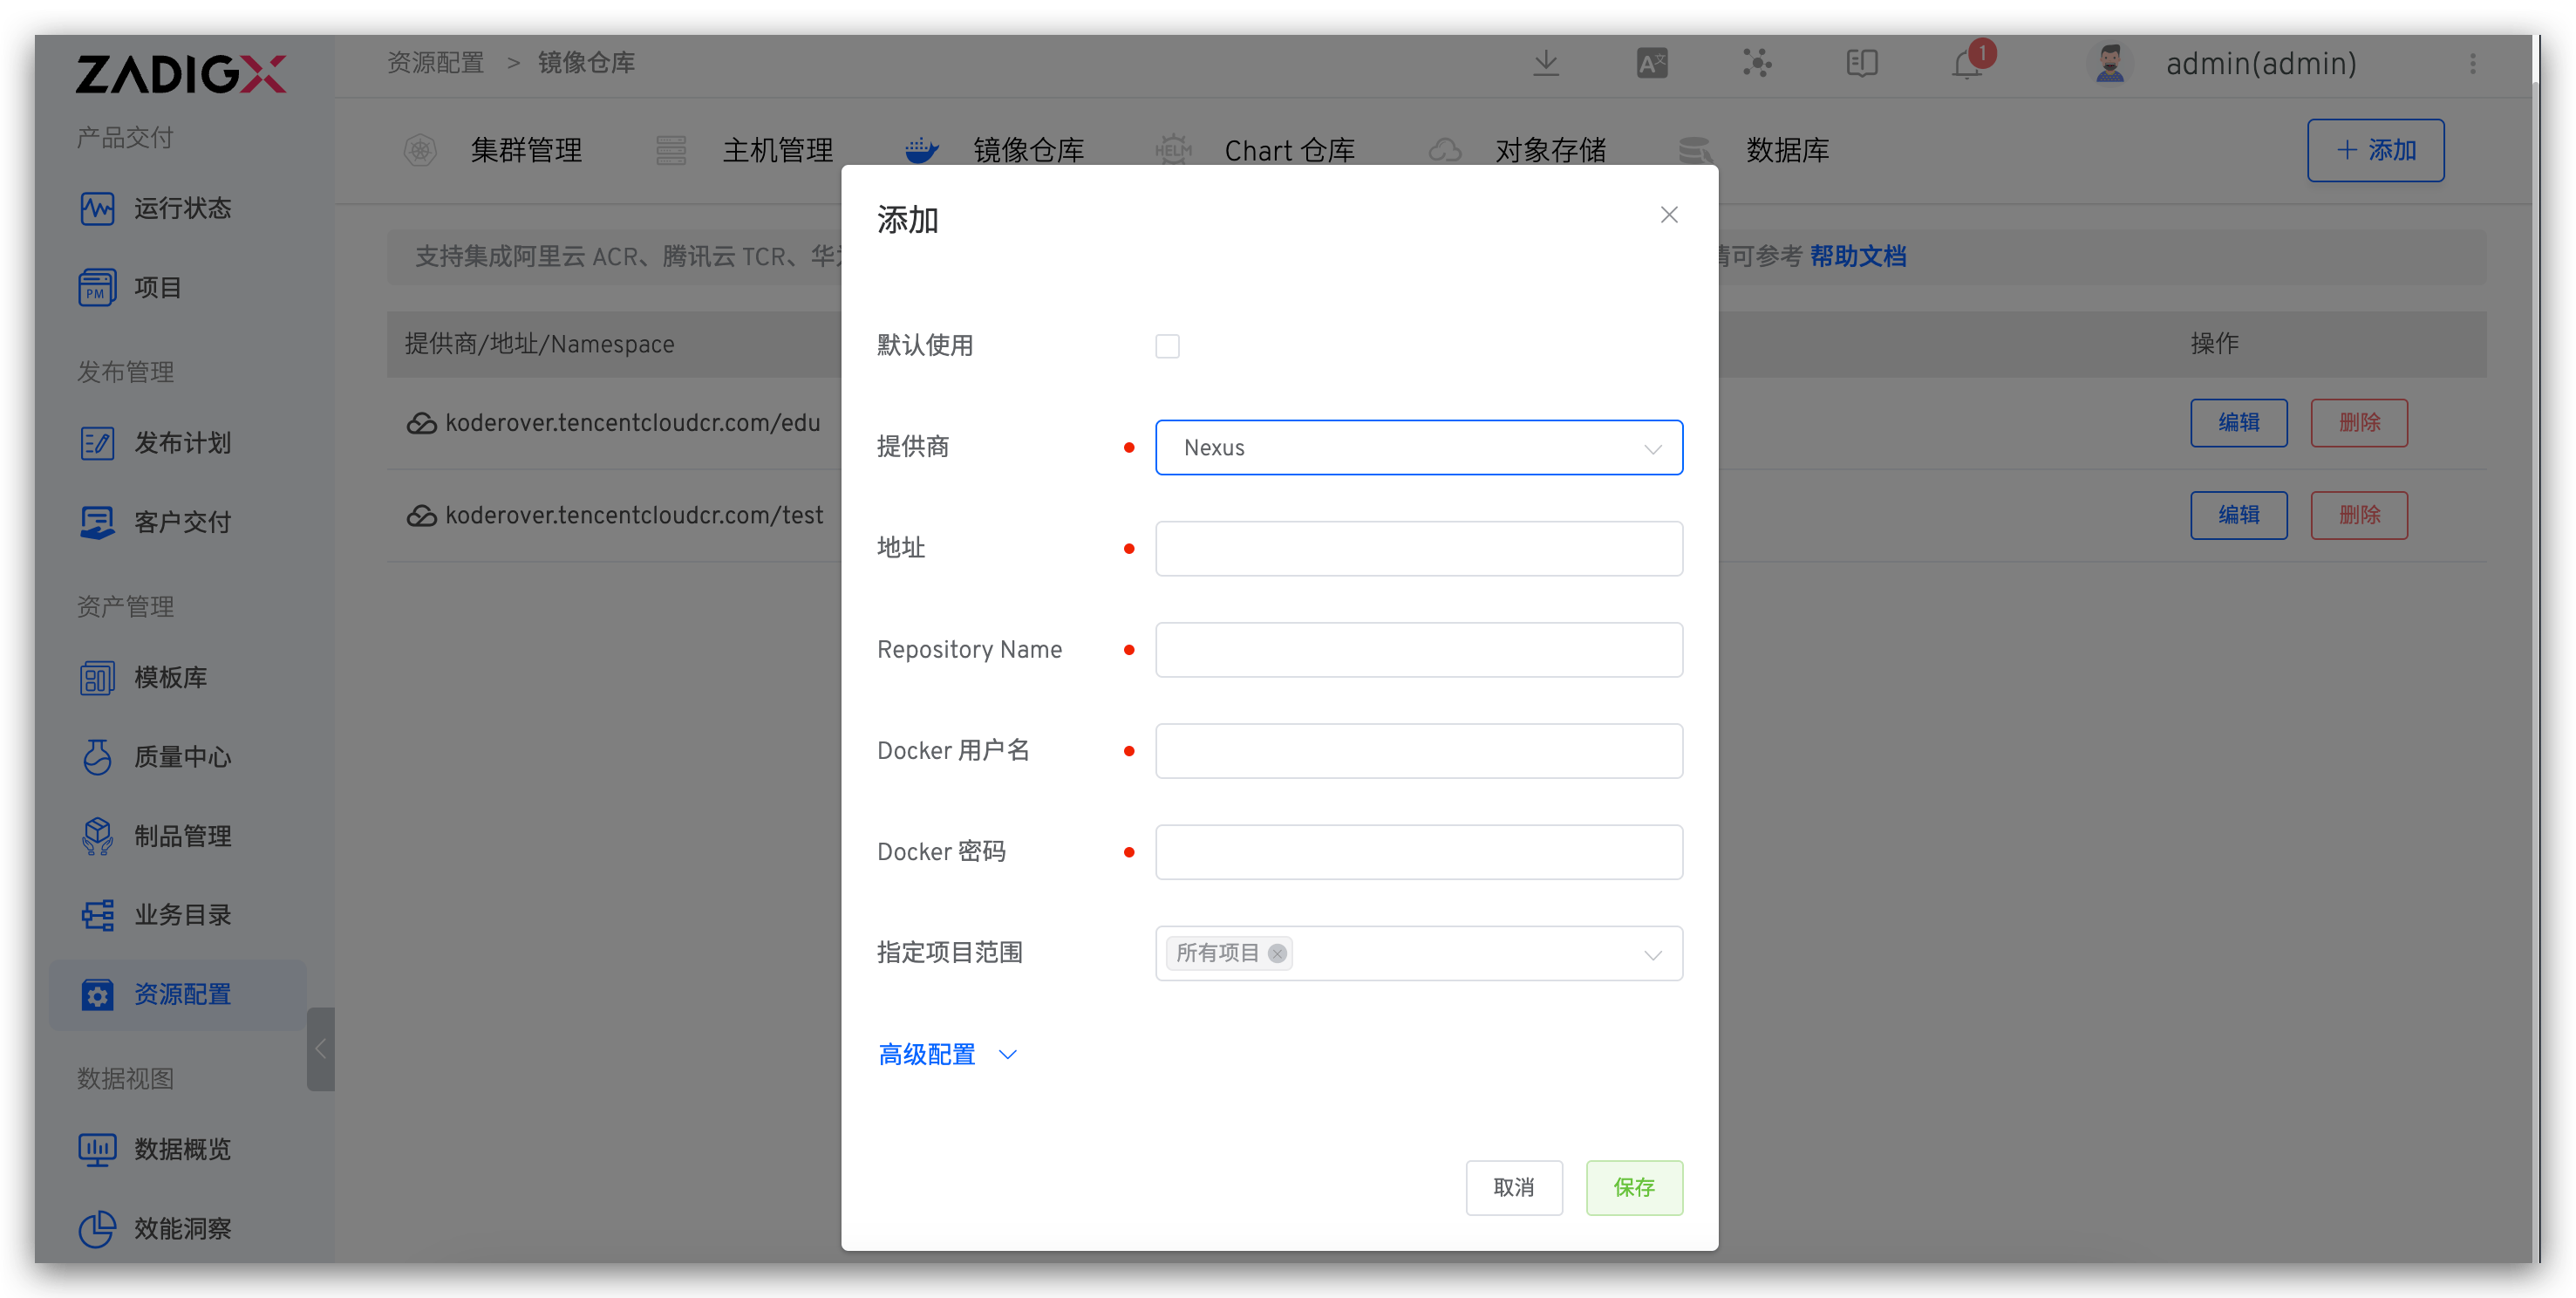 ZADIGX
资源配置 > 镜像仓库
1
admin(admin)
产品交付
运行状态
PM
项目
发布管理
发布计划
客户交付
资产管理
模板库
质量中心
制品管理
业务目录
资源配置
数据视图
数据概览
效能洞察
集群管理
主机管理
镜像仓库
HELM
Chart 仓库
对象存储
数据库
+ 添加
支持集成阿里云 ACR、腾讯云 TCR、华
可参考 帮助文档
提供商/地址/Namespace
操作
koderover.tencentcloudcr.com/edu
编辑
删除
koderover.tencentcloudcr.com/test
编辑
删除
添加
默认使用
提供商
Nexus
地址
Repository Name
Docker 用户名
Docker 密码
指定项目范围
所有项目
高级配置
取消
保存